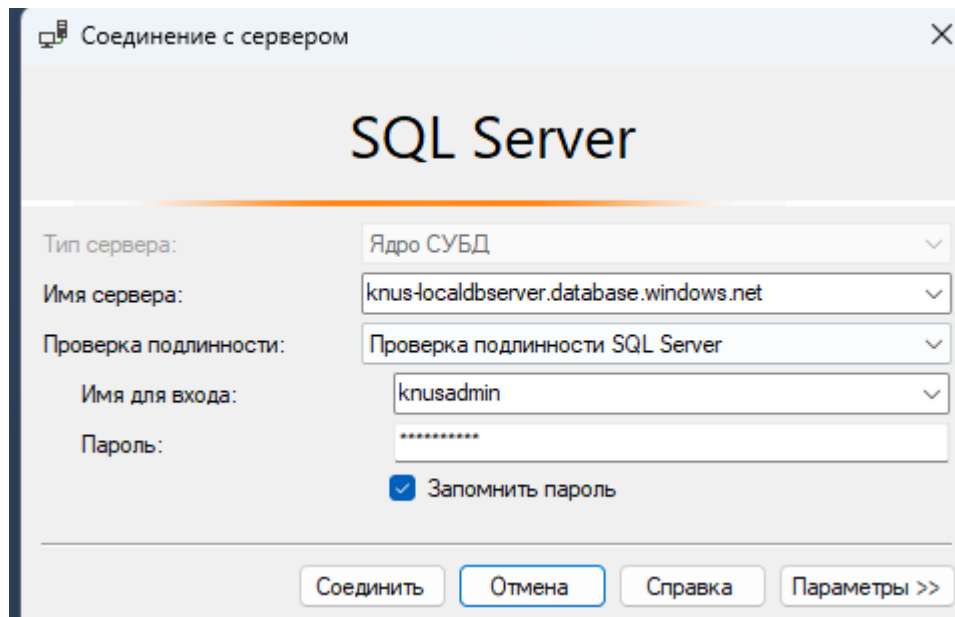 Соединение с сервером
SQL Server
Тип сервера: Ядро СУБД
Имя сервера: knus-localdbserver.database.windows.net
Проверка подлинности: Проверка подлинности SQL Server
Имя для входа: knusadmin
Пароль: **********
Запомнить пароль
Соединить Отмена Справка Параметры >>